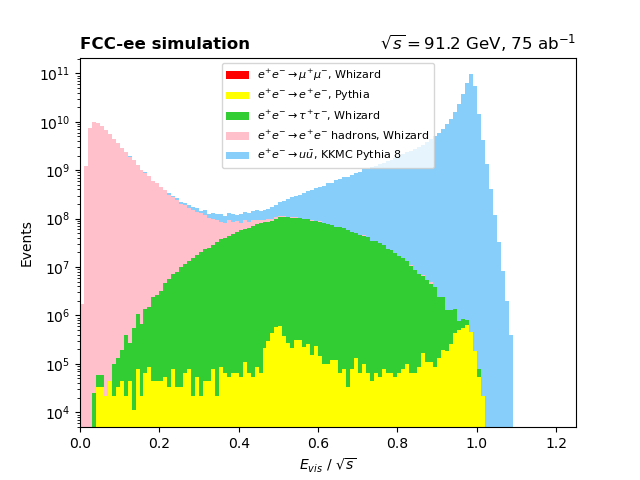 FCC-ee simulation
√s = 91.2 GeV, 75 ab⁻¹
e⁺e⁻ → μ⁺μ⁻, Whizard
e⁺e⁻ → e⁺e⁻, Pythia
e⁺e⁻ → τ⁺τ⁻, Whizard
e⁺e⁻ → e⁺e⁻ hadrons, Whizard
e⁺e⁻ → uū, KKMC Pythia 8
Events
10¹¹
10¹⁰
10⁹
10⁸
10⁷
10⁶
10⁵
10⁴
0.0 0.2 0.4 0.6 0.8 1.0 1.2
E_vis / √s